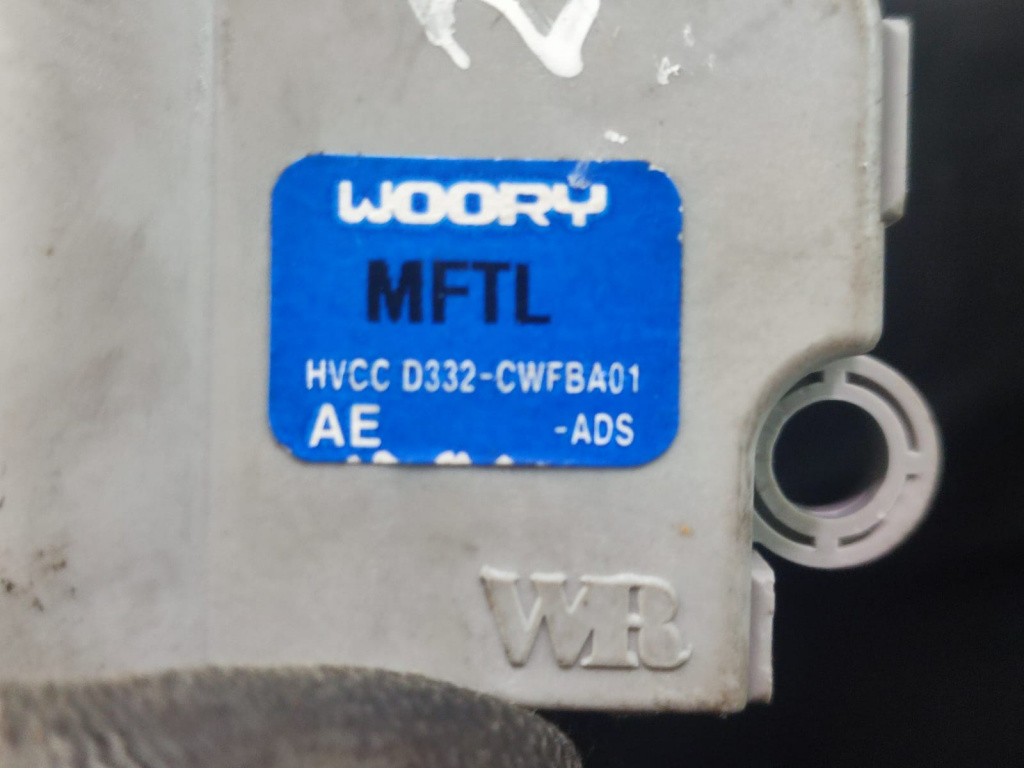 WOORY
MFTL
HVCC D332-CWFBA01
AE -ADS
WR